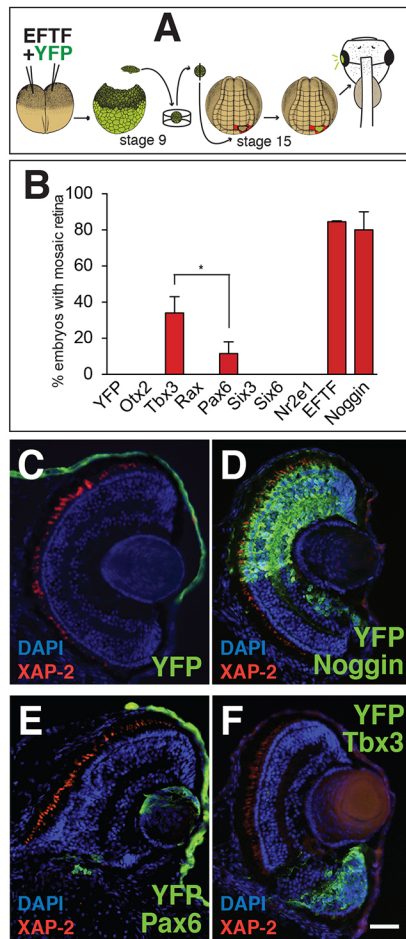 A
EFTF
+YFP
stage 9
stage 15
B
% embryos with mosaic retina
100
80
60
40
20
0
*
YFP
Otx2
Tbx3
Rax
Pax6
Six3
Six6
Nr2e1
EFTF
Noggin
C
DAPI
XAP-2
YFP
D
DAPI
XAP-2
YFP
Noggin
E
DAPI
XAP-2
YFP
Pax6
F
YFP
Tbx3
DAPI
XAP-2